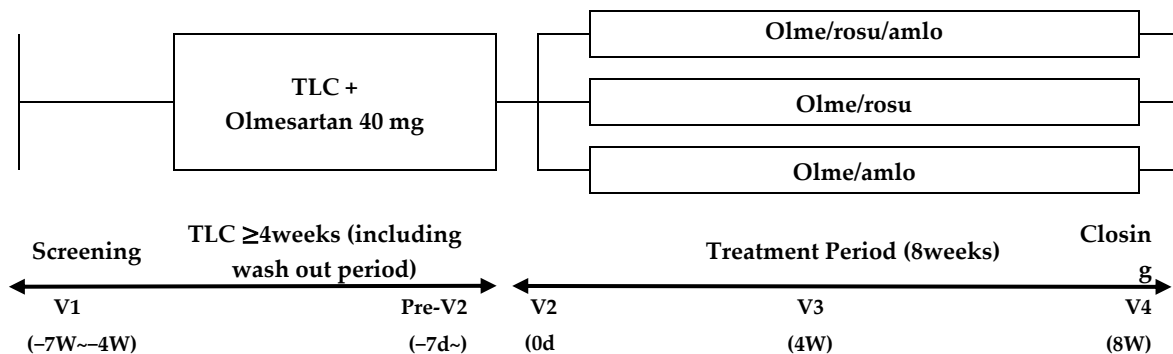 Olme/rosu/amlo
TLC +
Olmesartan 40 mg
Olme/rosu
Olme/amlo
Screening
TLC ≥4weeks (including
wash out period)
Treatment Period (8weeks)
Closin
g
V1
Pre-V2
V2
V3
V4
(–7W~–4W)
(–7d~)
(0d
(4W)
(8W)